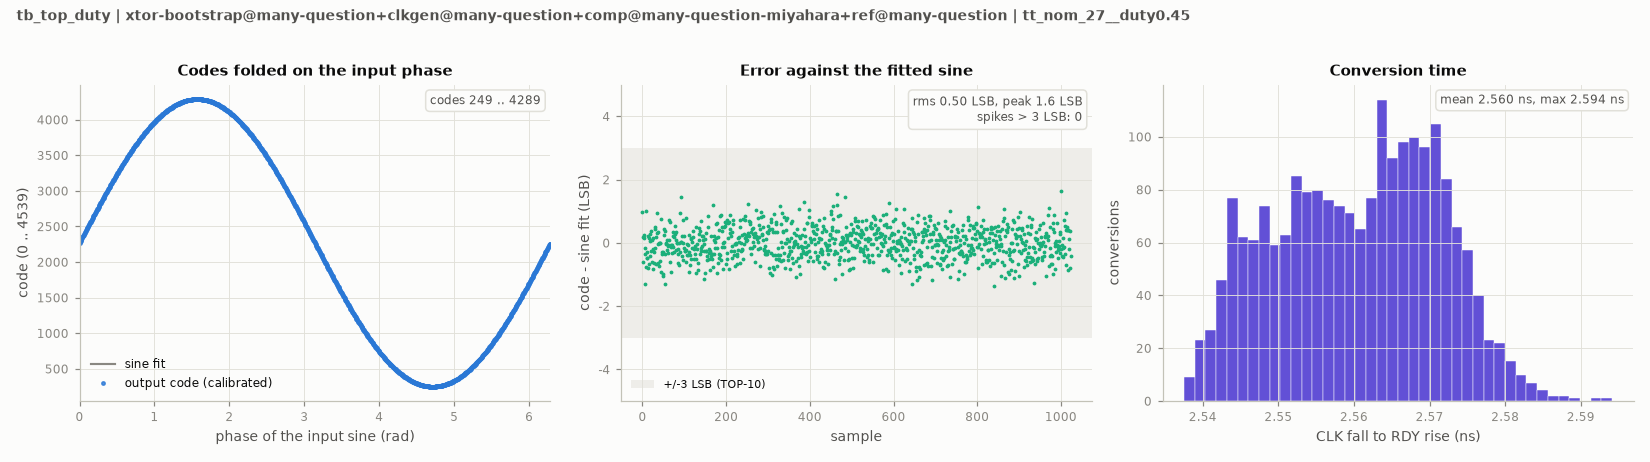 tb_top_duty | xtor-bootstrap@many-question+clkgen@many-question+comp@many-question-miyahara+ref@many-question | tt_nom_27__duty0.45
Codes folded on the input phase
codes 249 .. 4289
code (0 .. 4539)
4000
3500
3000
2500
2000
1500
1000
500
sine fit
output code (calibrated)
0 1 2 3 4 5 6
phase of the input sine (rad)
Error against the fitted sine
rms 0.50 LSB, peak 1.6 LSB
spikes > 3 LSB: 0
code - sine fit (LSB)
4
2
0
-2
-4
+/-3 LSB (TOP-10)
0 200 400 600 800 1000
sample
Conversion time
mean 2.560 ns, max 2.594 ns
conversions
100
80
60
40
20
0
2.54 2.55 2.56 2.57 2.58 2.59
CLK fall to RDY rise (ns)